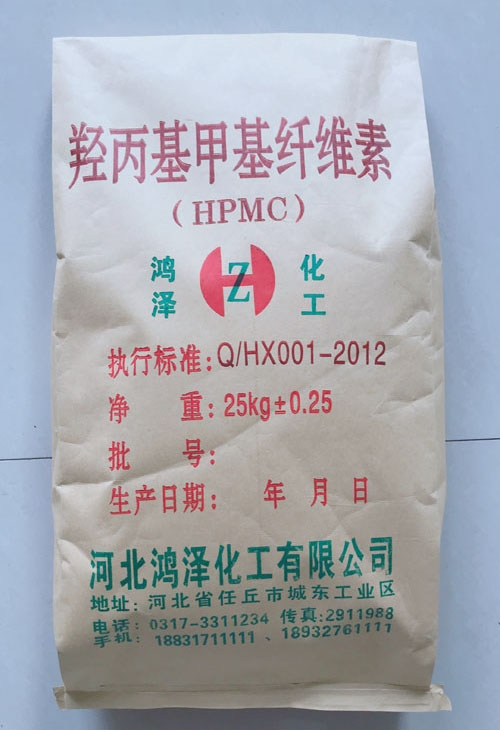 羟丙基甲基纤维素
(HPMC)
鸿泽 HZ 化工
执行标准: Q/HX001-2012
净 重: 25kg±0.25
批 号:
生产日期: 年 月 日
河北鸿泽化工有限公司
地址: 河北省任丘市城东工业区
电话: 0317-3311234 传真: 2911988
手机: 18831711111、18932761111